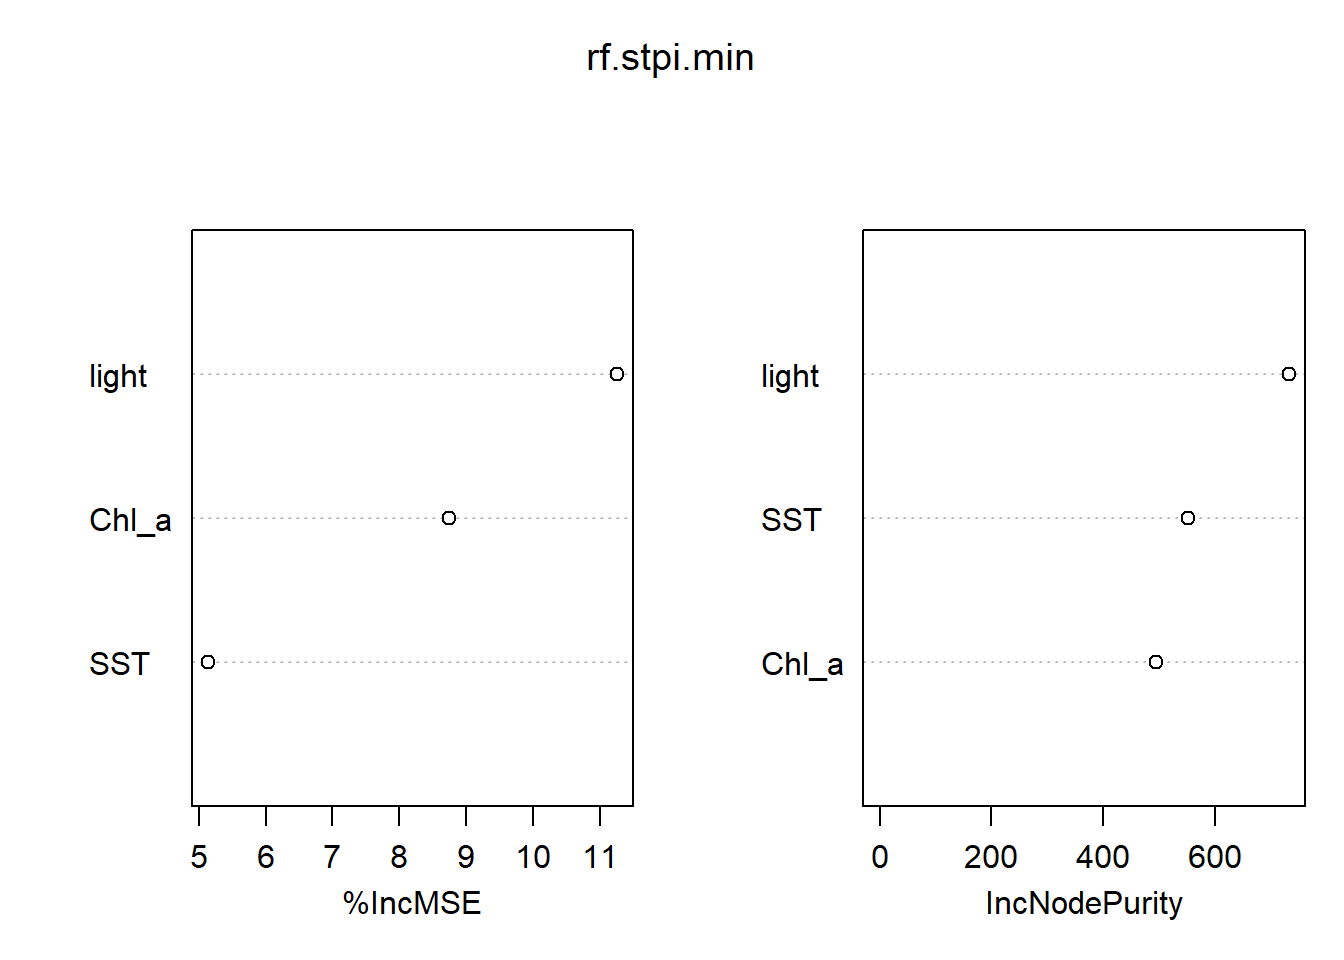 rf.stpi.min
light
Chl_a
SST
5 6 7 8 9 10 11
%IncMSE
light
SST
Chl_a
0 200 400 600
IncNodePurity